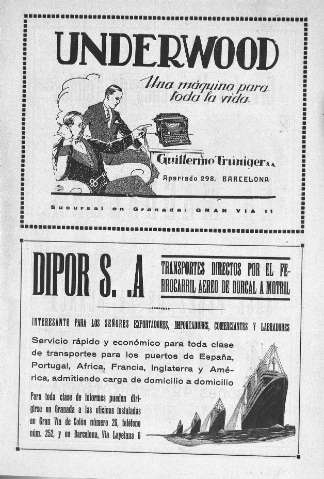 UNDERWOOD
Una máquina para
toda la vida
Guillermo Trúniger S.A.
Apartado 298. BARCELONA
Sucursal en Granada: GRAN VIA 11
DIPOR S. .A
TRANSPORTES DIRECTOS POR EL FE-
RROCARRIL AEREO DE DURCAL A MOTRIL
INTERESANTE PARA LOS SEÑORES EXPORTADORES, IMPORTADORES, COMERCIANTES Y LABRADORES
Servicio rápido y económico para toda clase
de transportes para los puertos de España,
Portugal, Africa, Francia, Inglaterra y Amé-
rica, admitiendo carga de domicilio a domicilio
Para toda clase de informes pueden diri-
girse en Granada a las oficinas instaladas
en Gran Vía de Colón número 26, teléfono
núm. 252, y en Barcelona, Vía Layetana 6